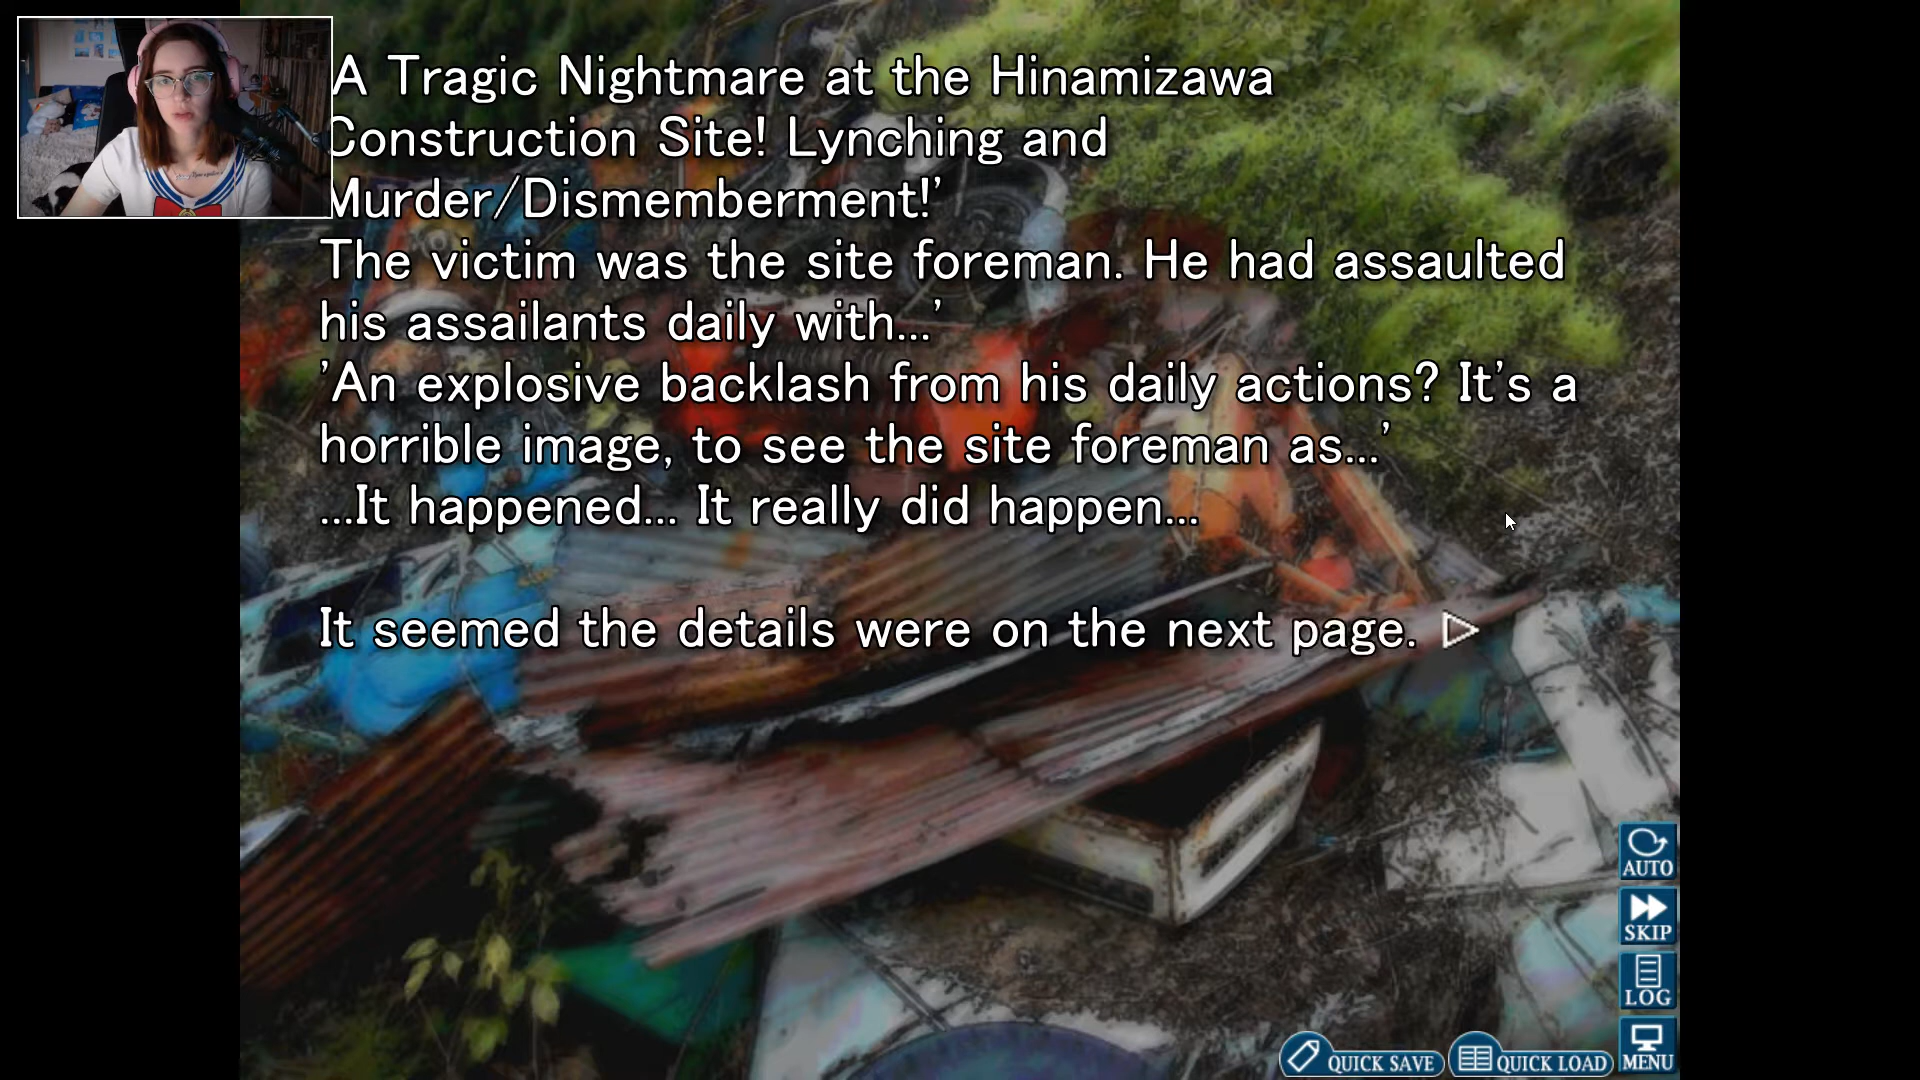 A Tragic Nightmare at the Hinamizawa
Construction Site! Lynching and
Murder/Dismemberment!'
The victim was the site foreman. He had assaulted
his assailants daily with...'
'An explosive backlash from his daily actions? It's a
horrible image, to see the site foreman as...'
...It happened... It really did happen...
It seemed the details were on the next page.
AUTO
SKIP
LOG
MENU
QUICK SAVE
QUICK LOAD